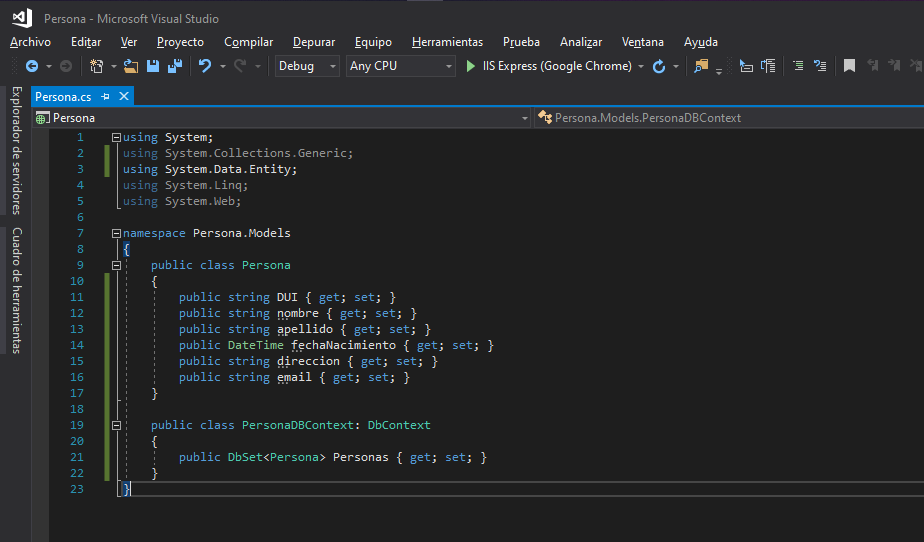 Persona - Microsoft Visual Studio
Archivo Editar Ver Proyecto Compilar Depurar Equipo Herramientas Prueba Analizar Ventana Ayuda
Debug Any CPU IIS Express (Google Chrome)
Explorador de servidores
Cuadro de herramientas
Persona.cs
Persona Persona.Models.PersonaDBContext
1 using System;
2 using System.Collections.Generic;
3 using System.Data.Entity;
4 using System.Linq;
5 using System.Web;
6
7 namespace Persona.Models
8 {
9 public class Persona
10 {
11 public string DUI { get; set; }
12 public string nombre { get; set; }
13 public string apellido { get; set; }
14 public DateTime fechaNacimiento { get; set; }
15 public string direccion { get; set; }
16 public string email { get; set; }
17 }
18
19 public class PersonaDBContext: DbContext
20 {
21 public DbSet<Persona> Personas { get; set; }
22 }
23 }